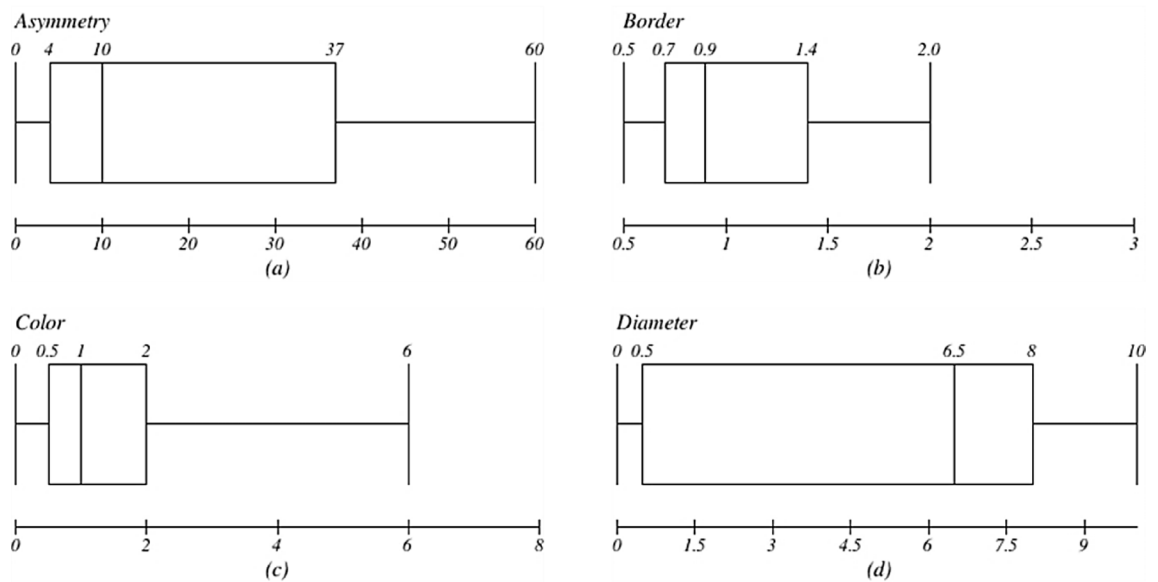 Asymmetry
0 4 10 37 60
0 10 20 30 40 50 60
(a)
Border
0.5 0.7 0.9 1.4 2.0
0.5 1 1.5 2 2.5 3
(b)
Color
0 0.5 1 2 6
0 2 4 6 8
(c)
Diameter
0 0.5 6.5 8 10
0 1.5 3 4.5 6 7.5 9
(d)